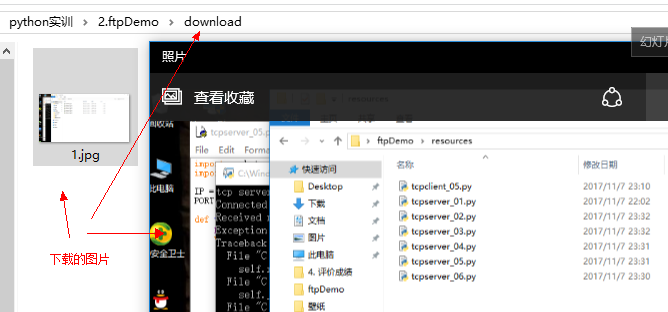 python实训 > 2.ftpDemo > download
幻灯
照片
查看收藏
1.jpg
下载的图片
resources
tcpserver_05.p
File Edit Form
impor
IP =
PORT
def
C:\Wind
tcp server
Connected
Received
Exception
Traceback
File "C
self.
File "C
self._
File "C
此电脑
安全卫士
ftpDemo > resources
快速访问
Desktop
下载
文档
图片
此电脑
4. 评价成绩
ftpDemo
壁纸
名称 修改日期
tcpclient_05.py 2017/11/7 23:10
tcpserver_01.py 2017/11/7 22:02
tcpserver_02.py 2017/11/7 23:32
tcpserver_03.py 2017/11/7 23:32
tcpserver_04.py 2017/11/7 23:31
tcpserver_05.py 2017/11/7 23:31
tcpserver_06.py 2017/11/7 23:30